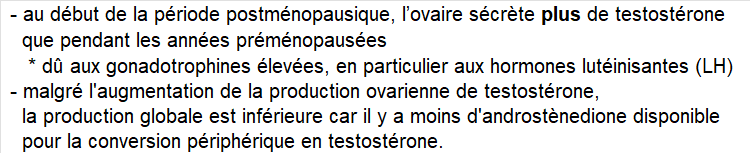 - au début de la période postménopausique, l’ovaire sécrète plus de testostérone
que pendant les années préménopausées
* dû aux gonadotrophines élevées, en particulier aux hormones lutéinisantes (LH)
- malgré l'augmentation de la production ovarienne de testostérone,
la production globale est inférieure car il y a moins d'androstènedione disponible
pour la conversion périphérique en testostérone.